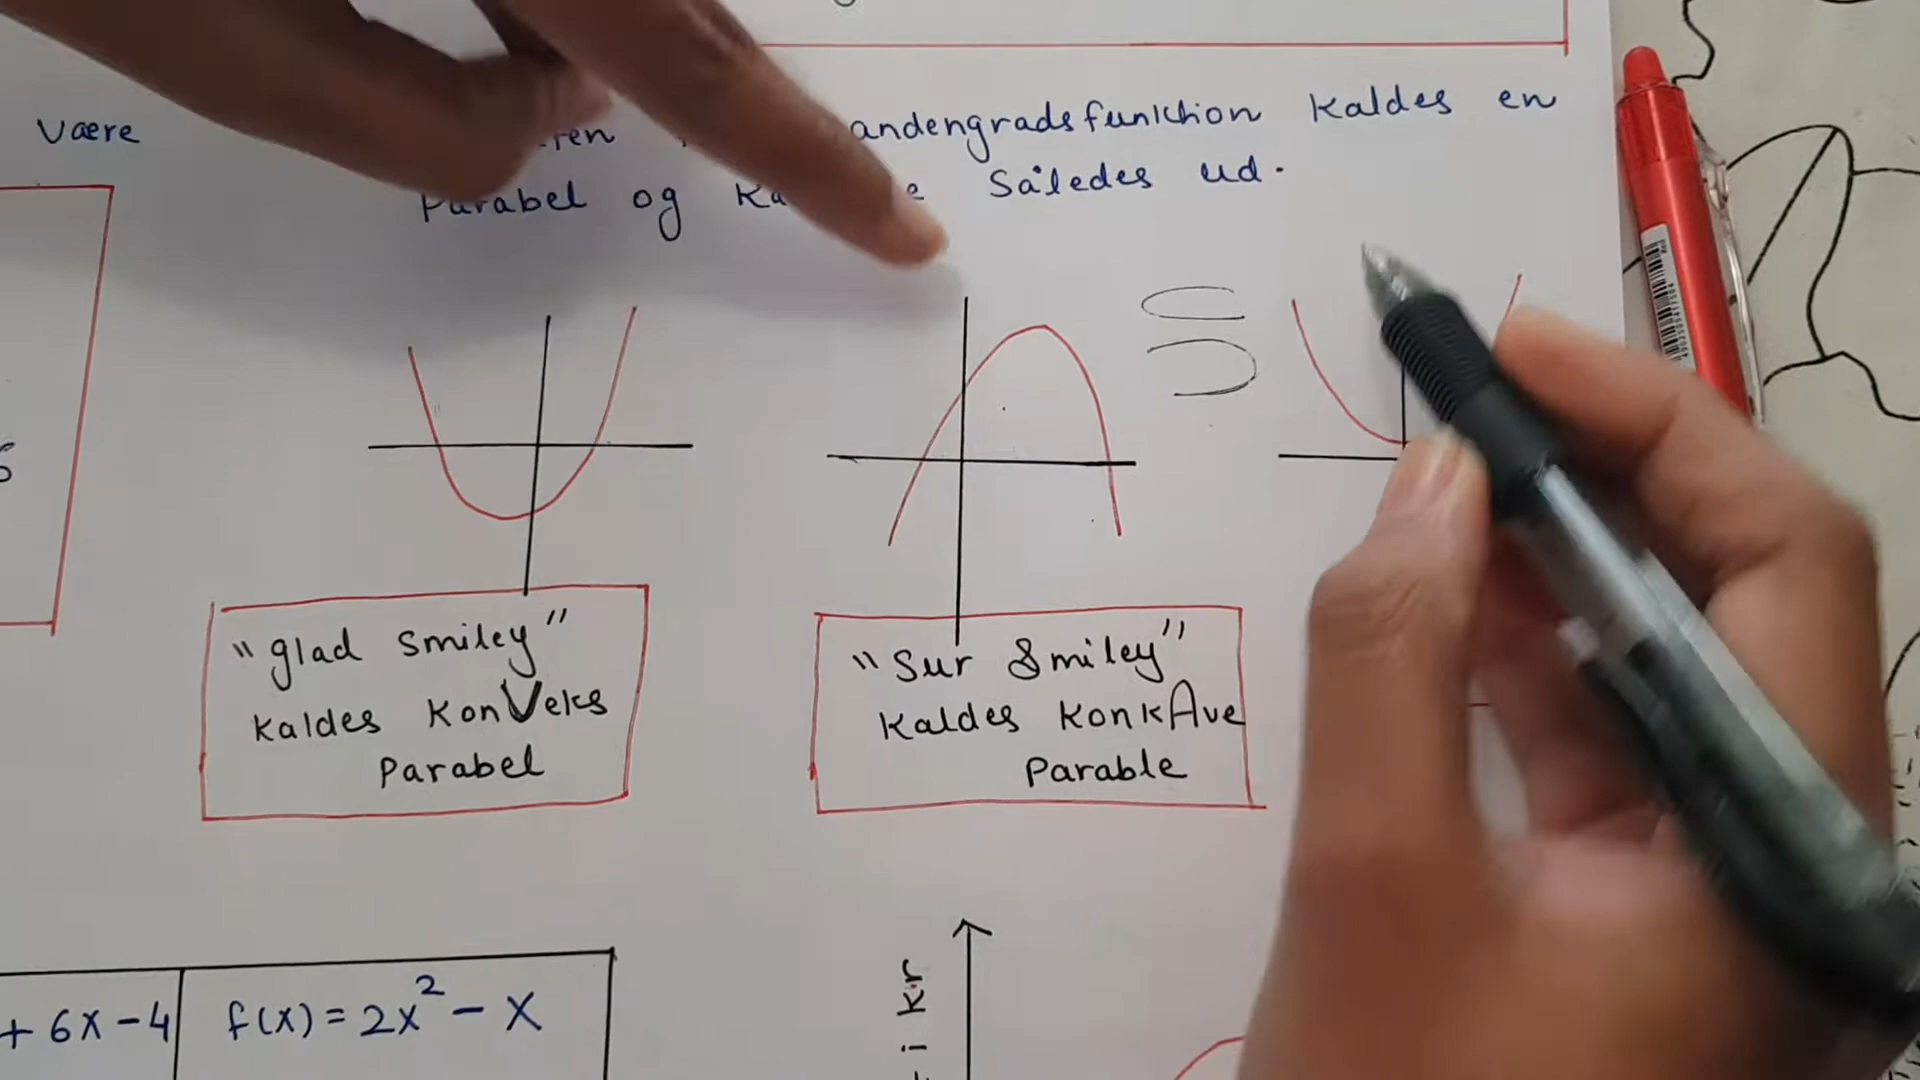 være
andengradsfunktion kaldes en
Parabel og Således ud.
"glad smiley"
kaldes konVeks
Parabel
"Sur Smiley"
kaldes konkAve
Parable
+ 6x - 4
f(x) = 2x² - x
i kr